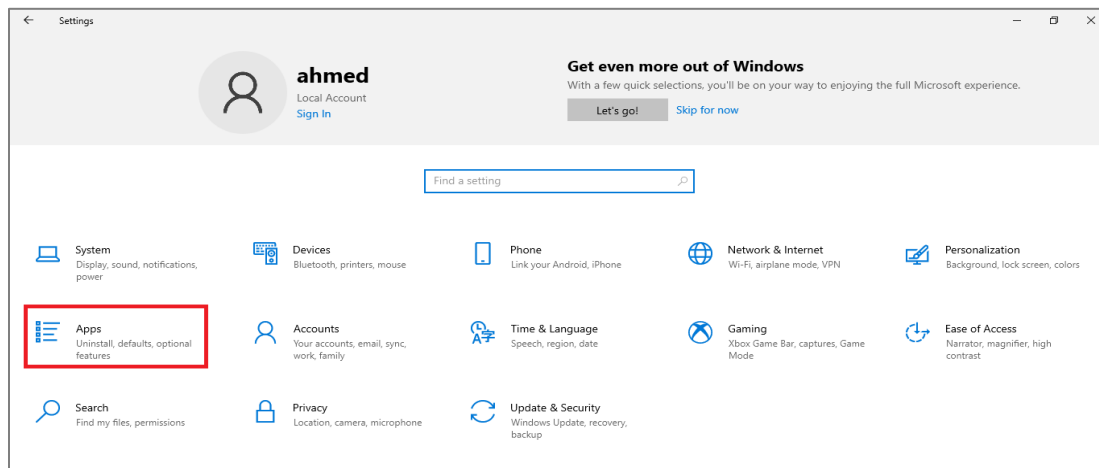 Settings
ahmed
Local Account
Sign In
Get even more out of Windows
With a few quick selections, you'll be on your way to enjoying the full Microsoft experience.
Let's go!
Skip for now
Find a setting
System
Display, sound, notifications,
power
Devices
Bluetooth, printers, mouse
Phone
Link your Android, iPhone
Network & Internet
Wi-Fi, airplane mode, VPN
Personalization
Background, lock screen, colors
Apps
Uninstall, defaults, optional
features
Accounts
Your accounts, email, sync,
work, family
Time & Language
Speech, region, date
Gaming
Xbox Game Bar, captures, Game
Mode
Ease of Access
Narrator, magnifier, high
contrast
Search
Find my files, permissions
Privacy
Location, camera, microphone
Update & Security
Windows Update, recovery,
backup